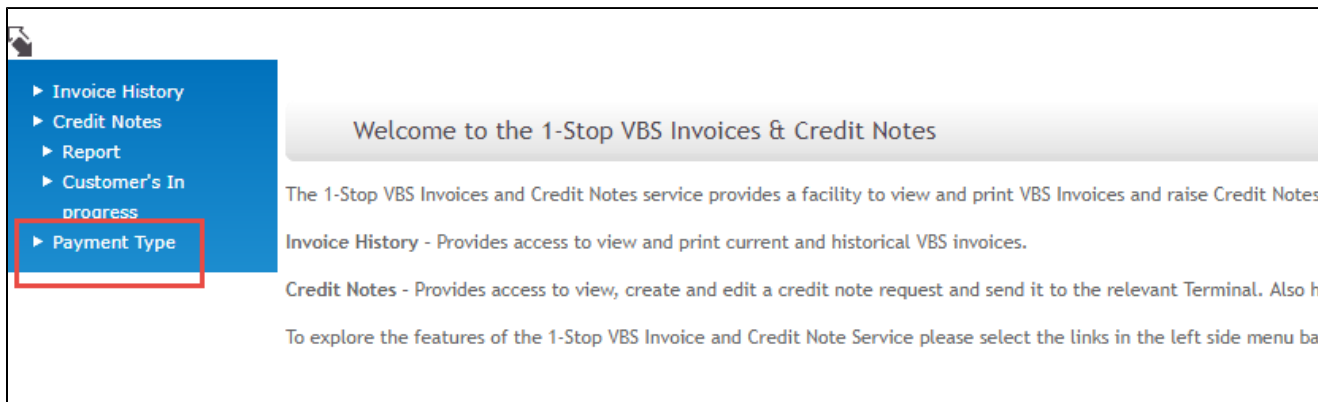 Invoice History
Credit Notes
Report
Customer's In
progress
Payment Type
Welcome to the 1-Stop VBS Invoices & Credit Notes
The 1-Stop VBS Invoices and Credit Notes service provides a facility to view and print VBS Invoices and raise Credit Notes
Invoice History - Provides access to view and print current and historical VBS invoices.
Credit Notes - Provides access to view, create and edit a credit note request and send it to the relevant Terminal. Also h
To explore the features of the 1-Stop VBS Invoice and Credit Note Service please select the links in the left side menu ba